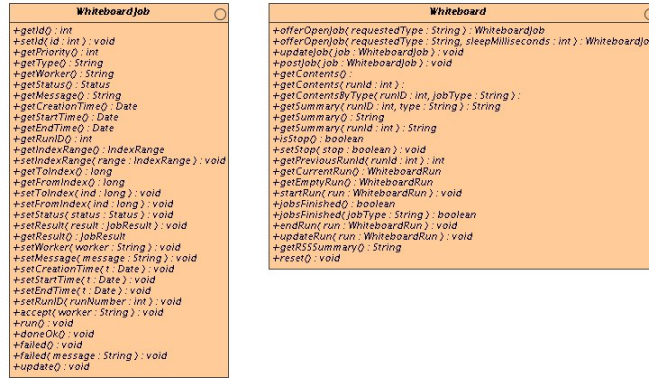 WhiteboardJob
+getId() : int
+setId( id : int ) : void
+getPriority() : int
+getType() : String
+getWorker() : String
+getStatus() : Status
+getMessage() : String
+getCreationTime() : Date
+getStartTime() : Date
+getEndTime() : Date
+getRunID() : int
+getIndexRange() : IndexRange
+setIndexRange( range : IndexRange ) : void
+getToIndex() : long
+getFromIndex() : long
+setToIndex( ind : long ) : void
+setFromIndex( ind : long ) : void
+setStatus( status : Status ) : void
+setResult( result : JobResult ) : void
+getResult() : JobResult
+setWorker( worker : String ) : void
+setMessage( message : String ) : void
+setCreationTime( t : Date ) : void
+setStartTime( t : Date ) : void
+setEndTime( t : Date ) : void
+setRunID( runNumber : int ) : void
+accept( worker : String ) : void
+run() : void
+doneOk() : void
+failed() : void
+failed( message : String ) : void
+update() : void
Whiteboard
+offerOpenJob( requestedType : String ) : WhiteboardJob
+offerOpenJob( requestedType : String, sleepMilliseconds : int ) : WhiteboardJo
+updateJob( job : WhiteboardJob ) : void
+postJob( job : WhiteboardJob ) : void
+getContents() :
+getContents( runId : int ) :
+getContentsByType( runID : int, jobType : String ) :
+getSummary( runID : int, type : String ) : String
+getSummary() : String
+getSummary( runId : int ) : String
+isStop() : boolean
+setStop( stop : boolean ) : void
+getPreviousRunId( runId : int ) : int
+getCurrentRun() : WhiteboardRun
+getEmptyRun() : WhiteboardRun
+startRun( run : WhiteboardRun ) : void
+jobsFinished() : boolean
+jobsFinished( jobType : String ) : boolean
+endRun( run : WhiteboardRun ) : void
+updateRun( run : WhiteboardRun ) : void
+getRSSSummary() : String
+reset() : void